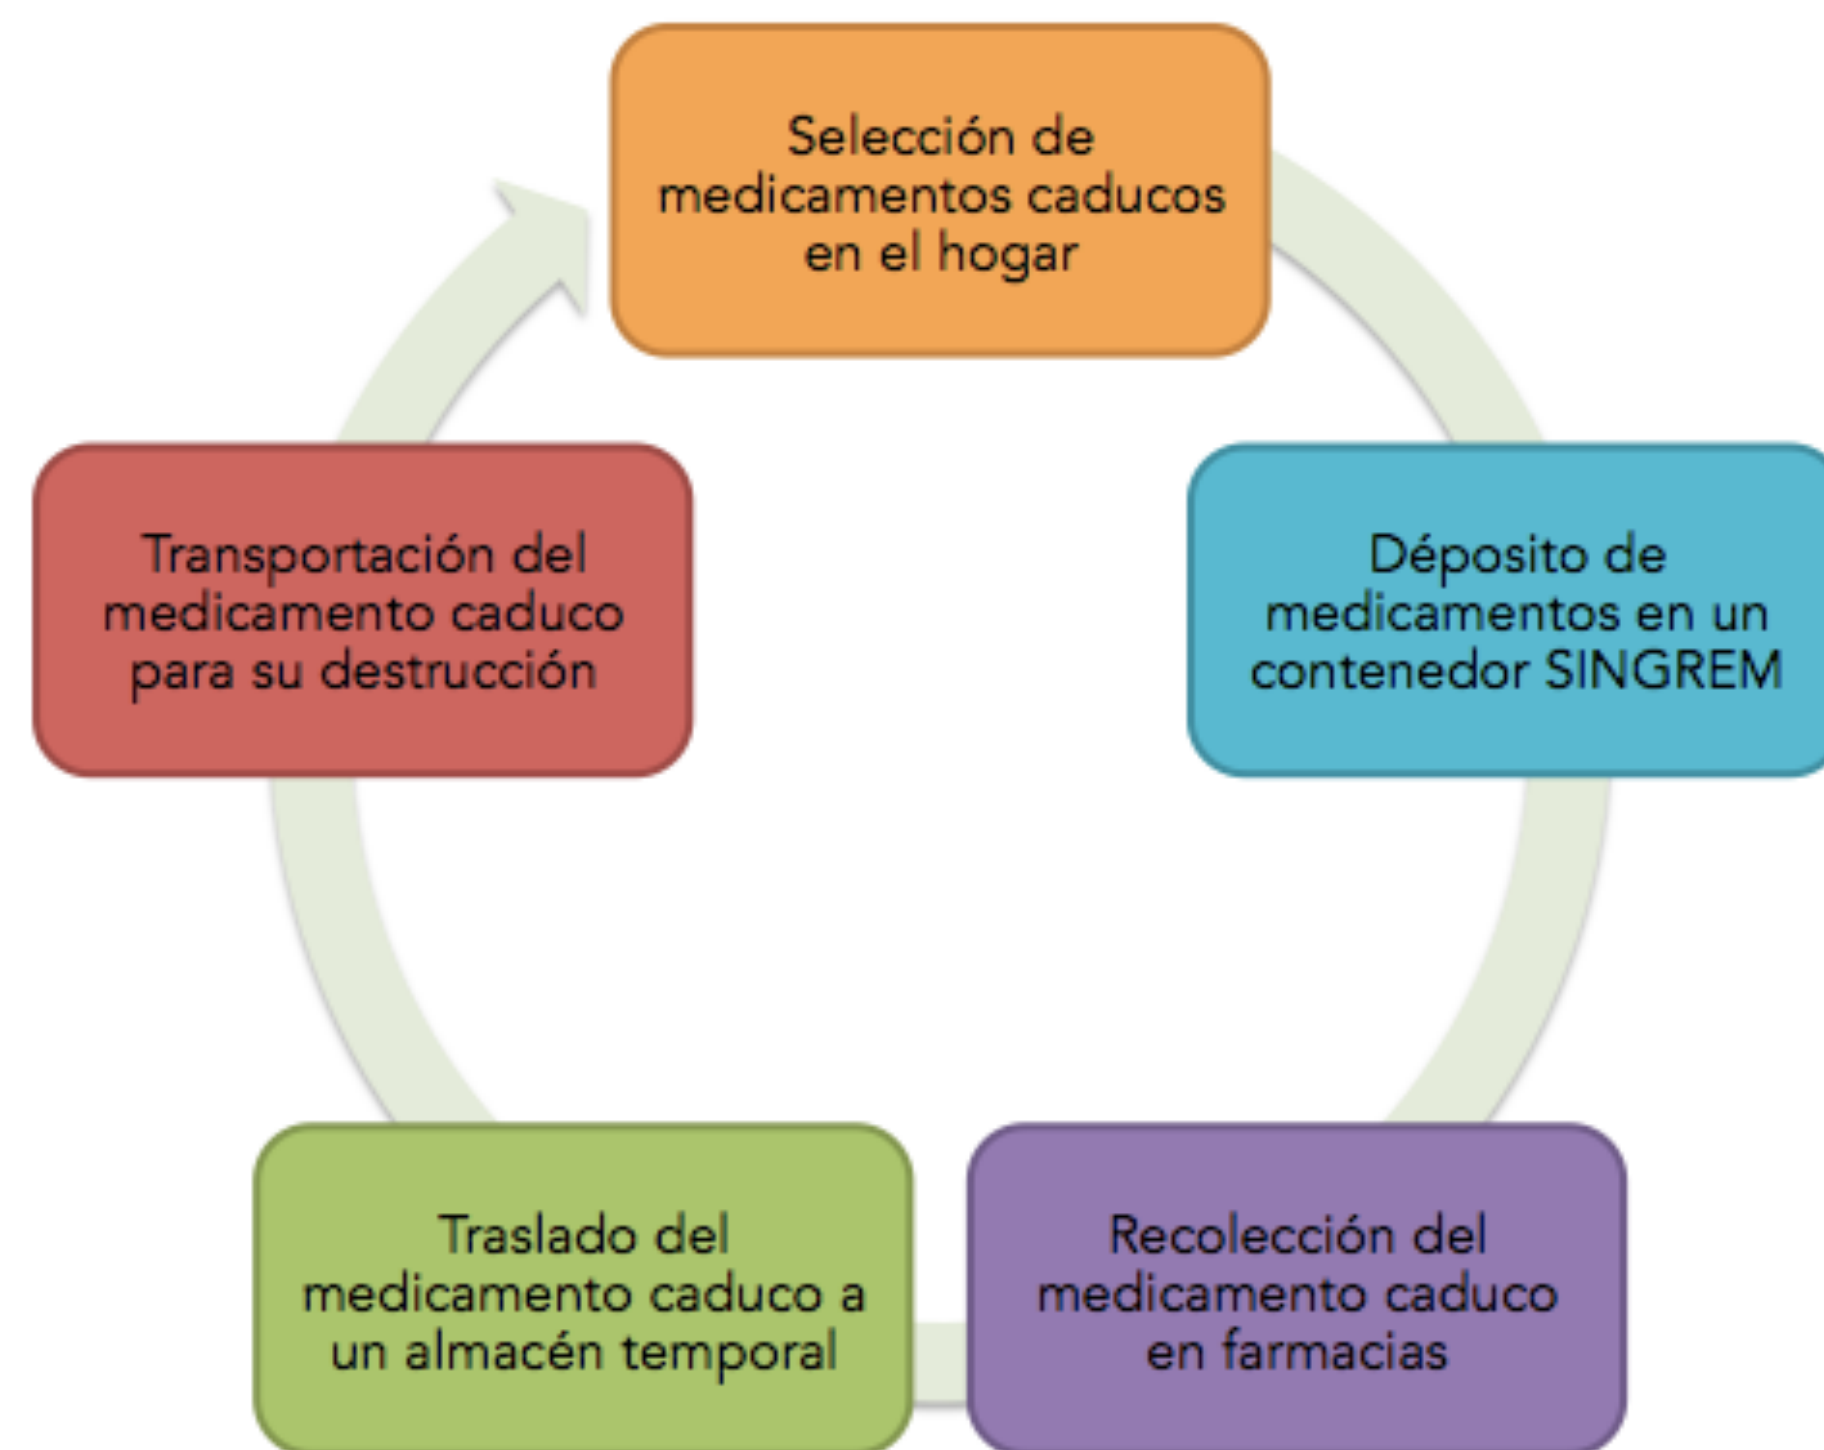 Selección de
medicamentos caducos
en el hogar
Déposito de
medicamentos en un
contenedor SINGREM
Recolección del
medicamento caduco
en farmacias
Traslado del
medicamento caduco a
un almacén temporal
Transportación del
medicamento caduco
para su destrucción